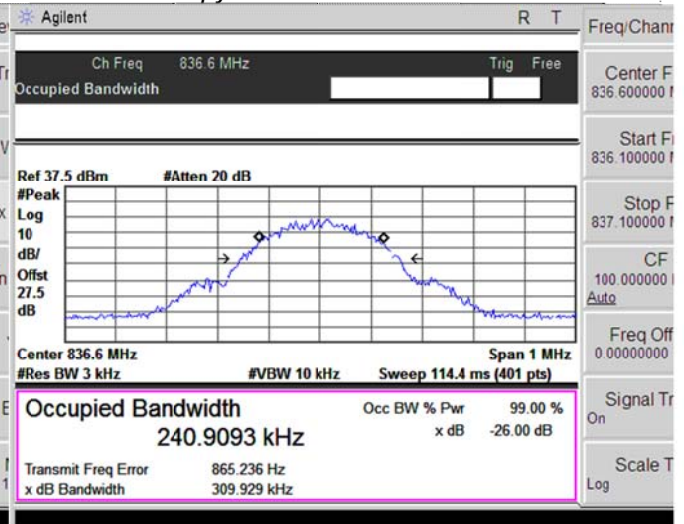 Agilent R T
Freq/Chan
Ch Freq 836.6 MHz Trig Free
Occupied Bandwidth
Center F
836.600000
Start F
836.100000
Ref 37.5 dBm #Atten 20 dB
#Peak
Log
10
dB/
Offst
27.5
dB
Stop F
837.100000
CF
100.000000
Auto
Center 836.6 MHz Span 1 MHz
#Res BW 3 kHz #VBW 10 kHz Sweep 114.4 ms (401 pts)
Freq Off
0.00000000
Occupied Bandwidth Occ BW % Pwr 99.00 %
240.9093 kHz x dB -26.00 dB
Transmit Freq Error 865.236 Hz
x dB Bandwidth 309.929 kHz
Signal Tr
On
Scale T
Log